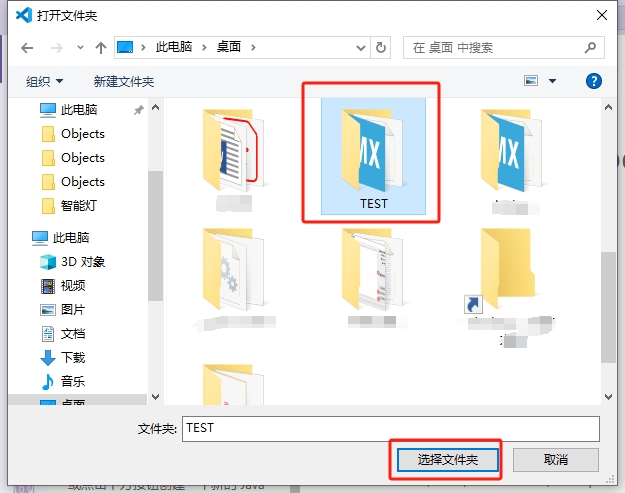 打开文件夹
此电脑 桌面
在 桌面 中搜索
组织
新建文件夹
此电脑
Objects
Objects
Objects
智能灯
此电脑
3D 对象
视频
图片
文档
下载
音乐
桌面
MX
TEST
MX
文件夹:
TEST
选择文件夹
取消
Java